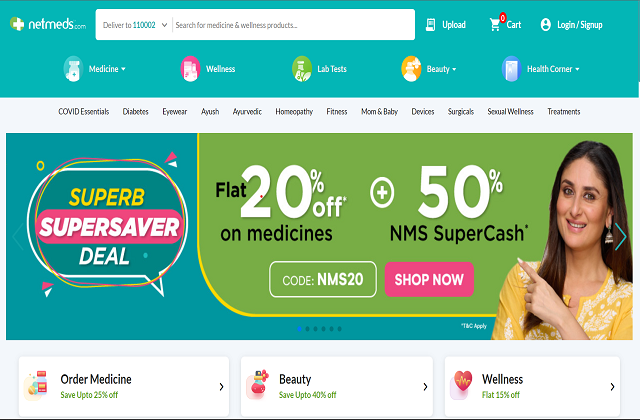 netmeds.com
Deliver to 110002
Search for medicine & wellness products...
Upload
0
Cart
Login / Signup
Medicine
Wellness
Lab Tests
Beauty
Health Corner
COVID Essentials
Diabetes
Eyewear
Ayush
Ayurvedic
Homeopathy
Fitness
Mom & Baby
Devices
Surgicals
Sexual Wellness
Treatments
SUPERB
SUPERSAVER
DEAL
Flat 20% off*
on medicines
+
50%
NMS SuperCash*
CODE: NMS20
SHOP NOW
*T&C Apply
Order Medicine
Save Upto 25% off
Beauty
Save Upto 40% off
Wellness
Flat 15% off